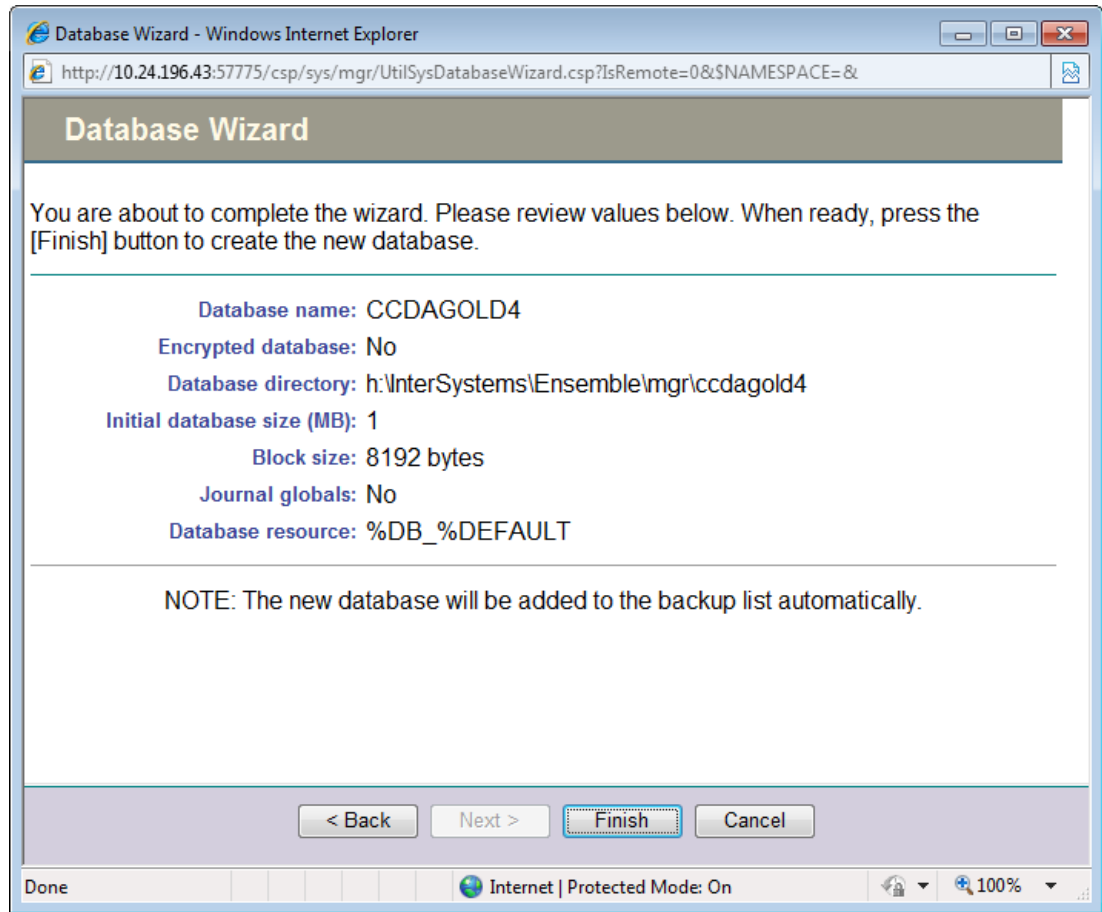 Database Wizard - Windows Internet Explorer
http://10.24.196.43:57775/csp/sys/mgr/UtilSysDatabaseWizard.csp?IsRemote=0&$NAMESPACE=&
Database Wizard
You are about to complete the wizard. Please review values below. When ready, press the
[Finish] button to create the new database.
Database name: CCDAGOLD4
Encrypted database: No
Database directory: h:\InterSystems\Ensemble\mgr\ccdagold4
Initial database size (MB): 1
Block size: 8192 bytes
Journal globals: No
Database resource: %DB_%DEFAULT
NOTE: The new database will be added to the backup list automatically.
< Back Next > Finish Cancel
Done Internet | Protected Mode: On 100%